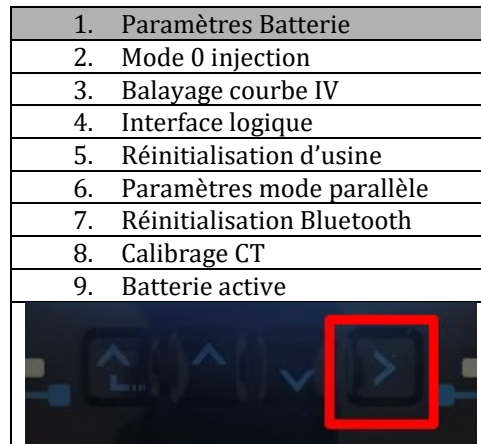 1. Paramètres Batterie
2. Mode 0 injection
3. Balayage courbe IV
4. Interface logique
5. Réinitialisation d’usine
6. Paramètres mode parallèle
7. Réinitialisation Bluetooth
8. Calibrage CT
9. Batterie active